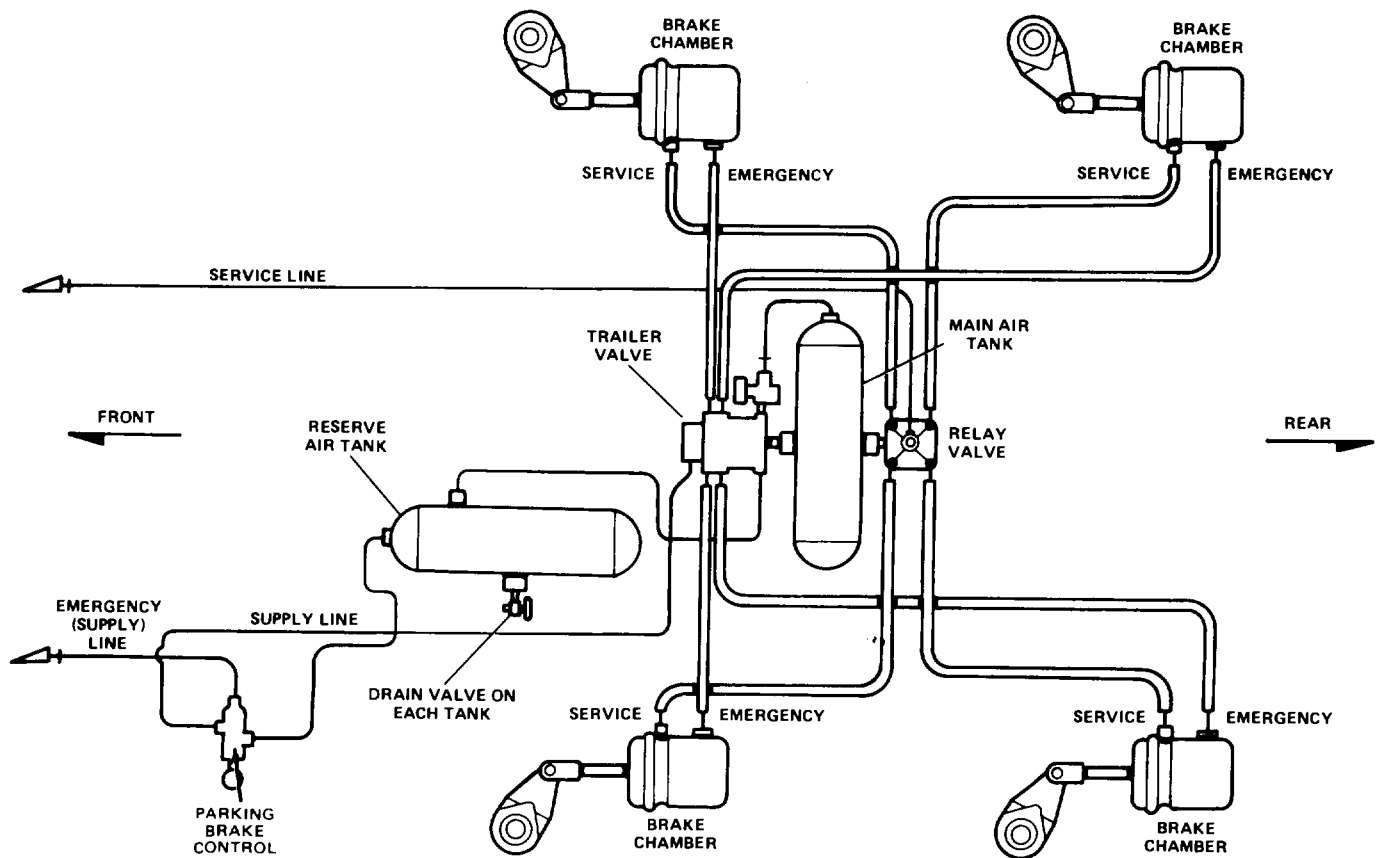 BRAKE
CHAMBER
BRAKE
CHAMBER
SERVICE
EMERGENCY
SERVICE
EMERGENCY
SERVICE LINE
TRAILER
VALVE
MAIN AIR
TANK
FRONT
RESERVE
AIR TANK
RELAY
VALVE
REAR
EMERGENCY
(SUPPLY)
LINE
SUPPLY LINE
DRAIN VALVE ON
EACH TANK
SERVICE
EMERGENCY
SERVICE
EMERGENCY
PARKING
BRAKE
CONTROL
BRAKE
CHAMBER
BRAKE
CHAMBER